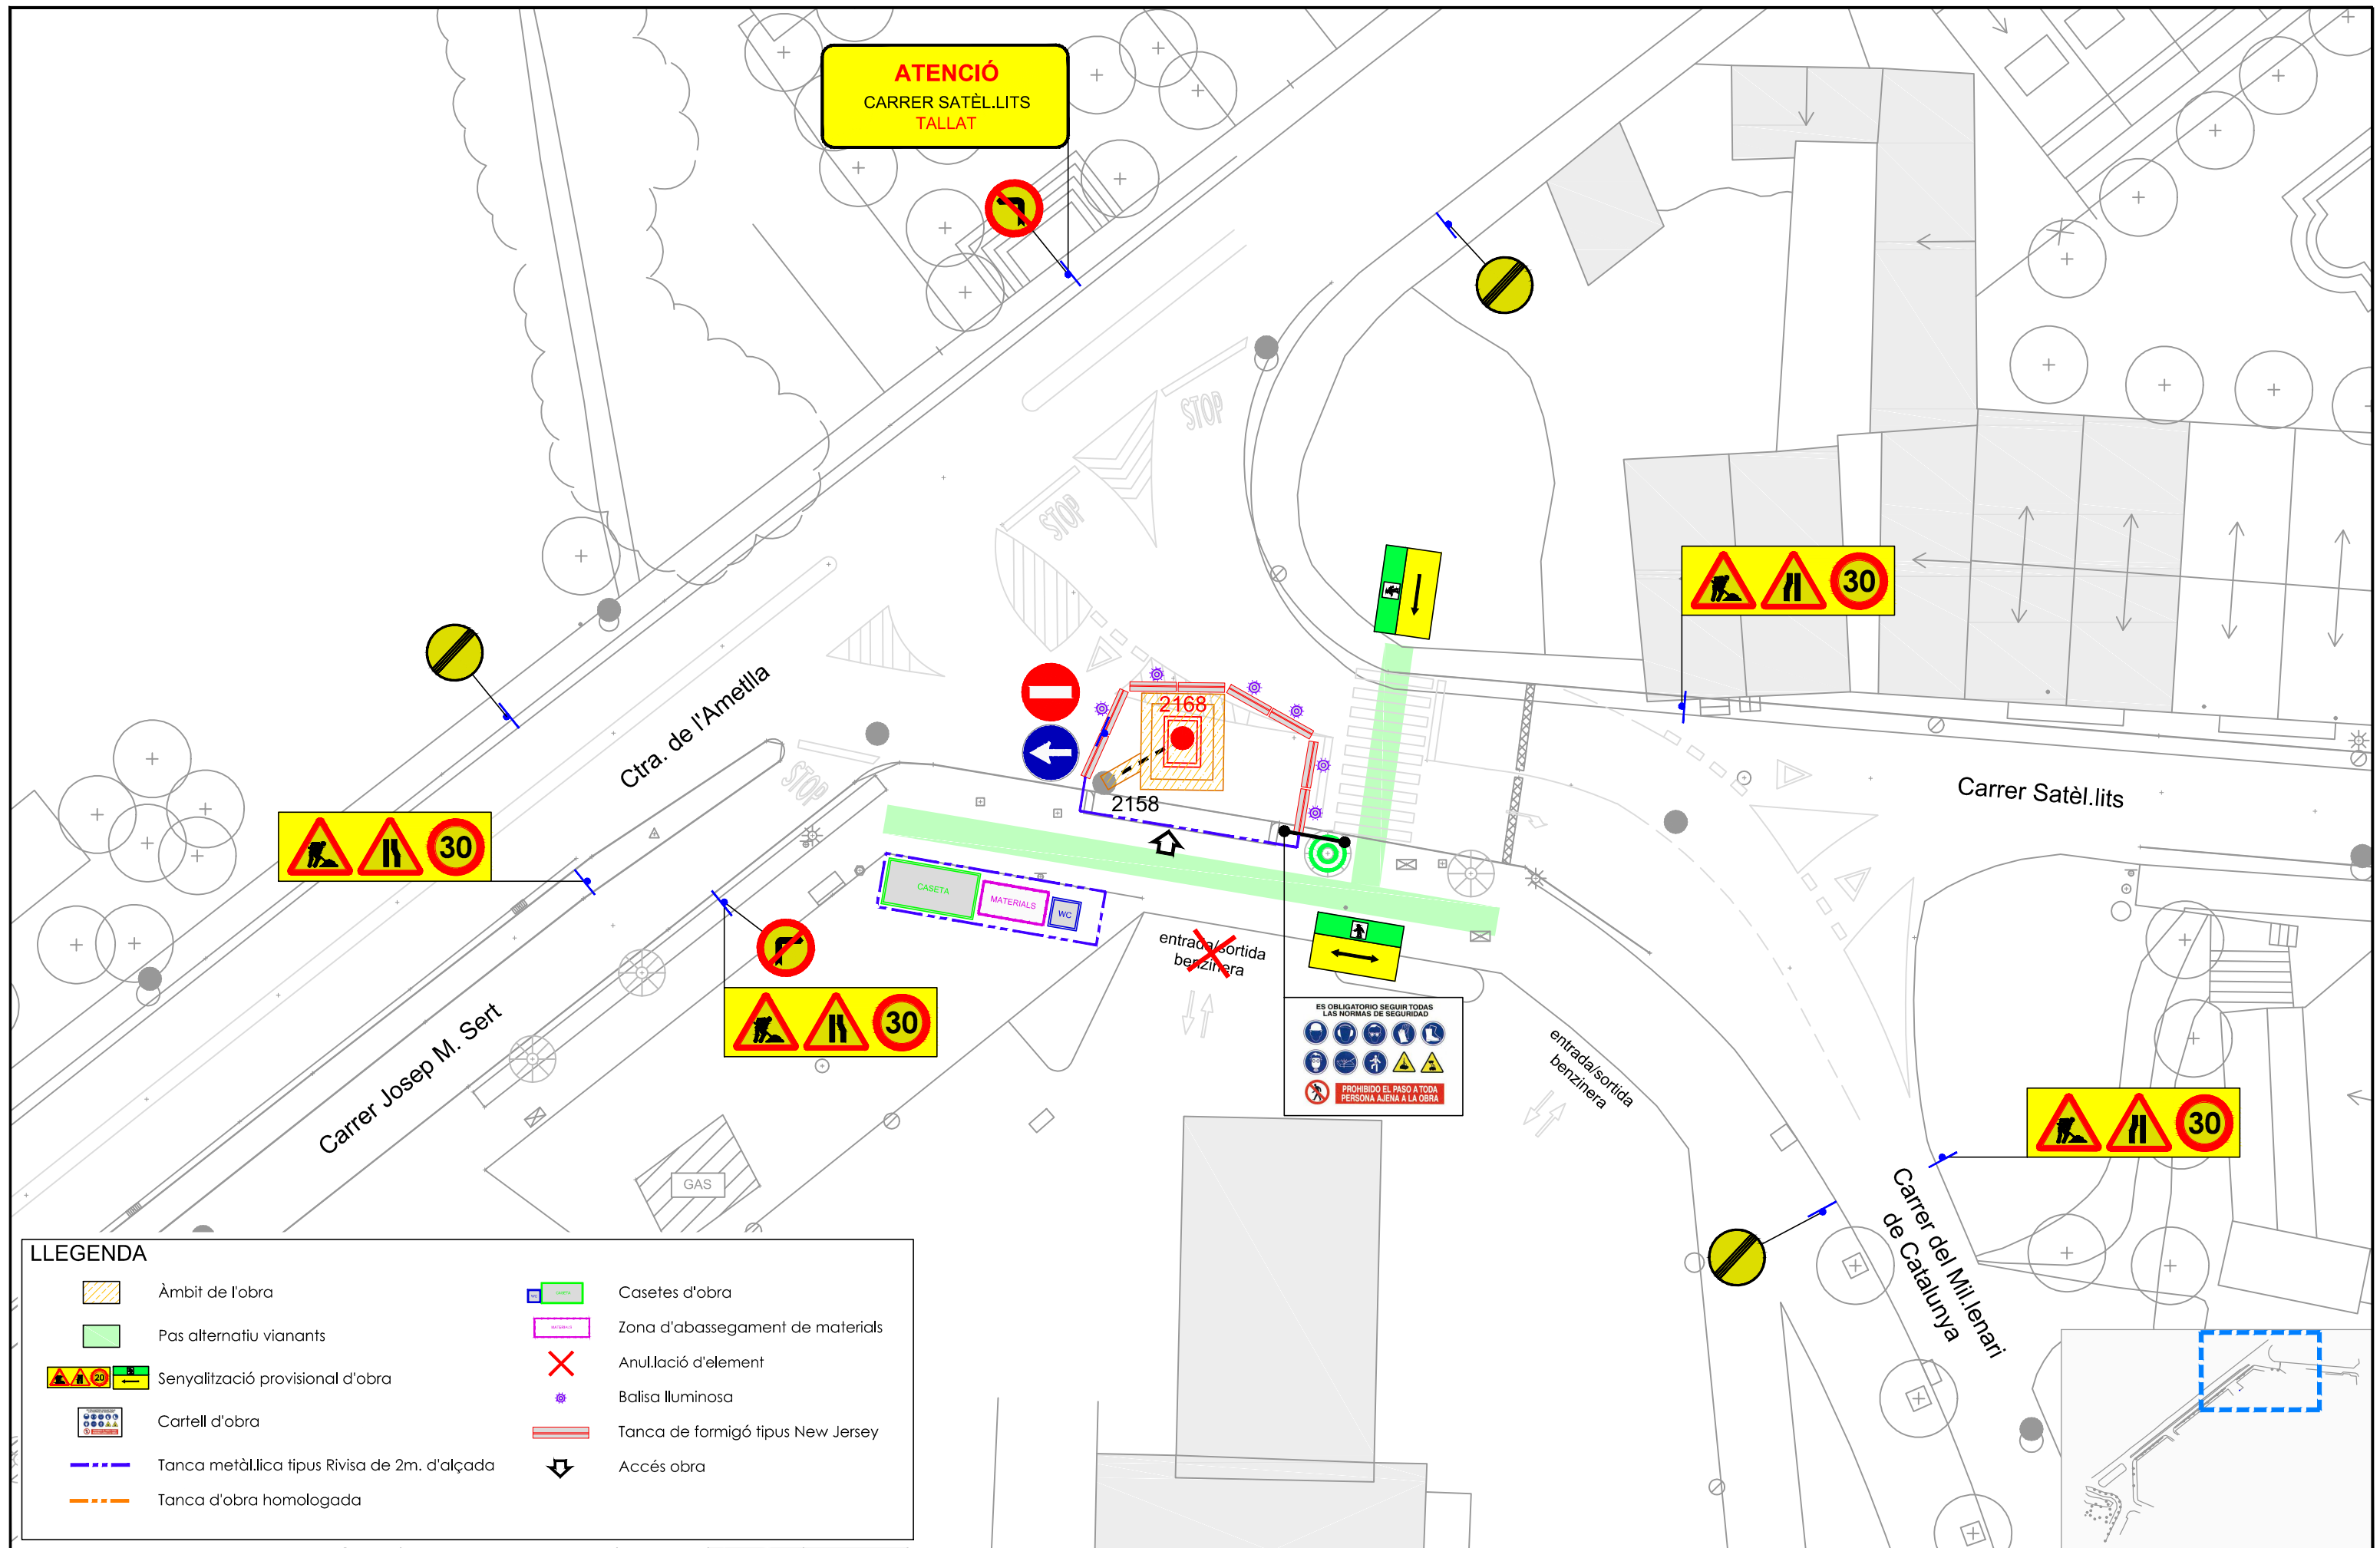 ATENCIÓ
CARRER SATÈL.LITS
TALLAT
STOP
STOP
30
2168
Ctra. de l'Ametlla
STOP
2158
Carrer Satèl.lits
30
CASETA
MATERIALS
WC
entrada/sortida
benzinera
30
Carrer Josep M. Sert
ES OBLIGATORIO SEGUIR TODAS
LAS NORMAS DE SEGURIDAD
PROHIBIDO EL PASO A TODA
PERSONA AJENA A LA OBRA
entrada/sortida
benzinera
30
GAS
Carrer del Mil.lenari
de Catalunya
LLEGENDA
Àmbit de l'obra
Pas alternatiu vianants
20
Senyalització provisional d'obra
Cartell d'obra
Tanca metàl.lica tipus Rivisa de 2m. d'alçada
Tanca d'obra homologada
Casetes d'obra
Zona d'abassegament de materials
Anul.lació d'element
Balisa lluminosa
Tanca de formigó tipus New Jersey
Accés obra